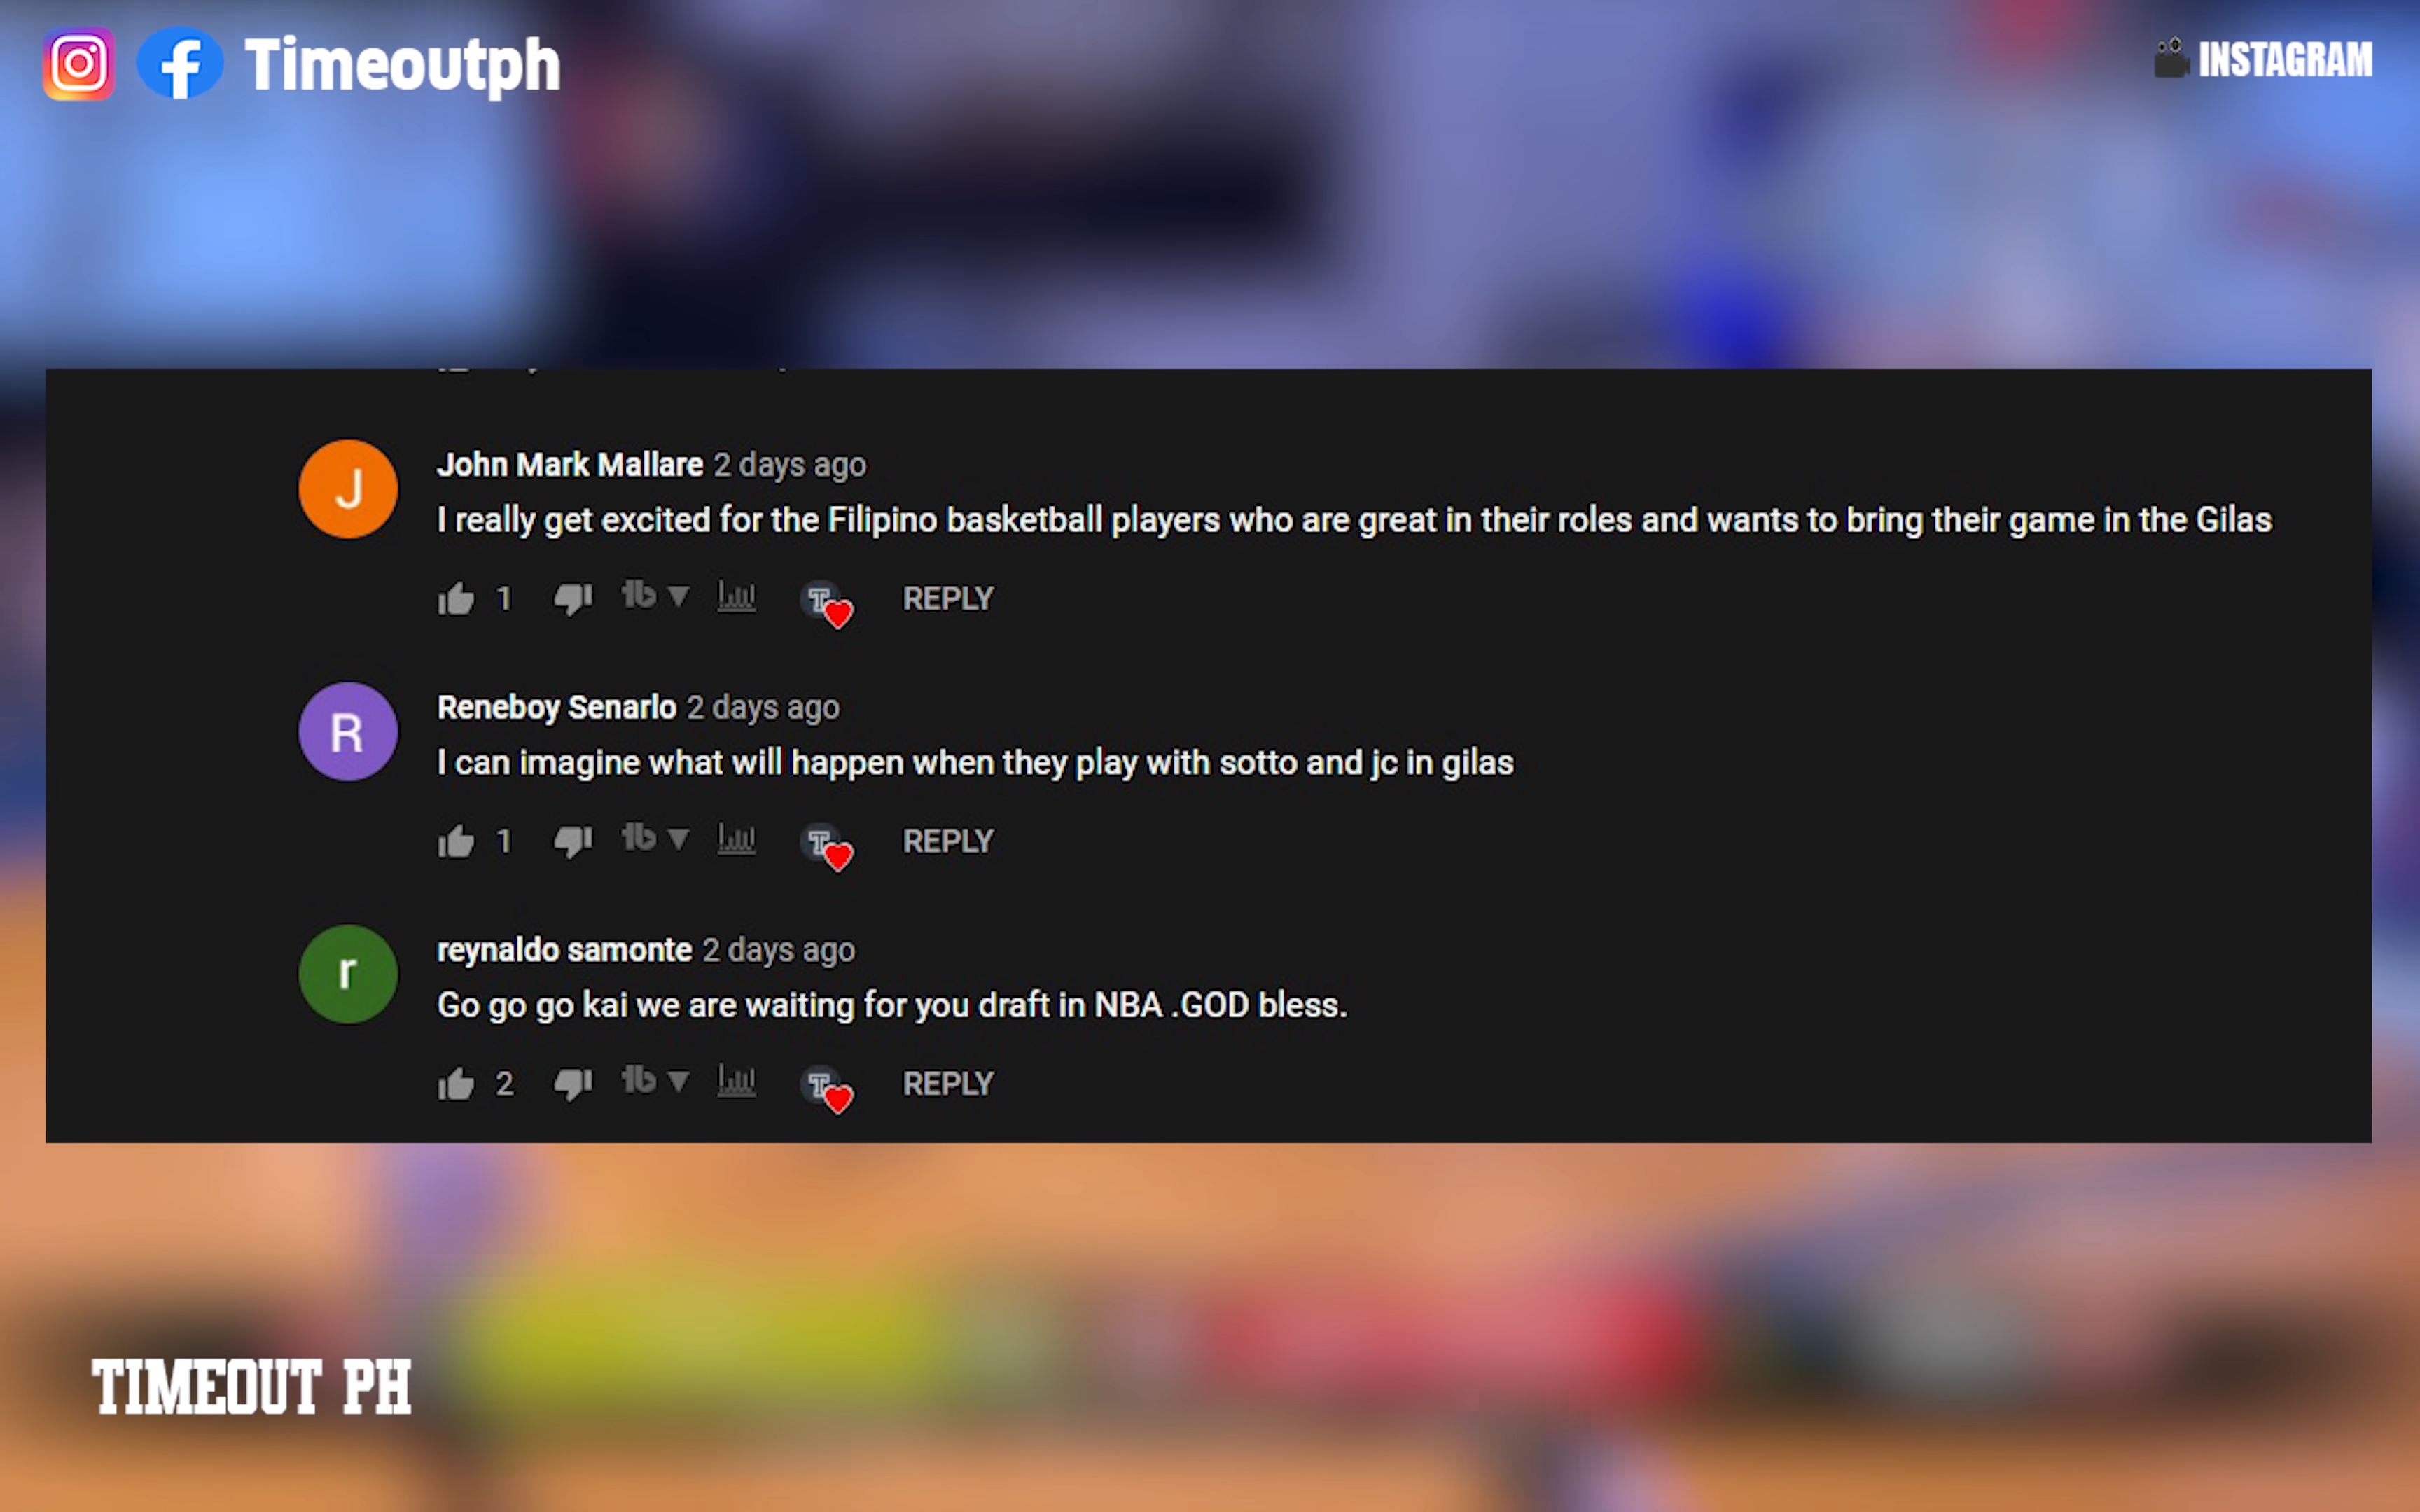 Timeoutph
INSTAGRAM
J
John Mark Mallare 2 days ago
I really get excited for the Filipino basketball players who are great in their roles and wants to bring their game in the Gilas
1 REPLY
R
Reneboy Senarlo 2 days ago
I can imagine what will happen when they play with sotto and jc in gilas
1 REPLY
r
reynaldo samonte 2 days ago
Go go go kai we are waiting for you draft in NBA .GOD bless.
2 REPLY
TIMEOUT PH